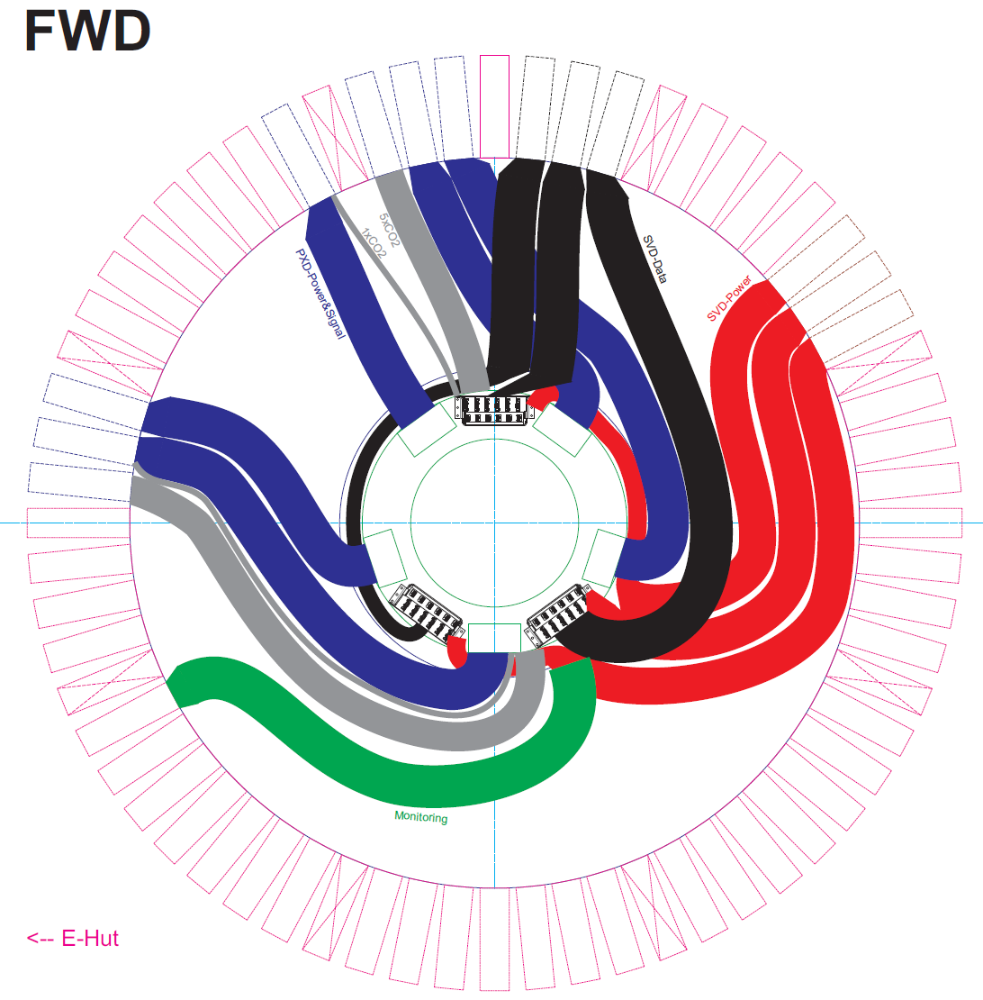 FWD
5xCO2
1xCO2
SVD-Data
PXD-Power&Signal
SVD-Power
Monitoring
<-- E-Hut